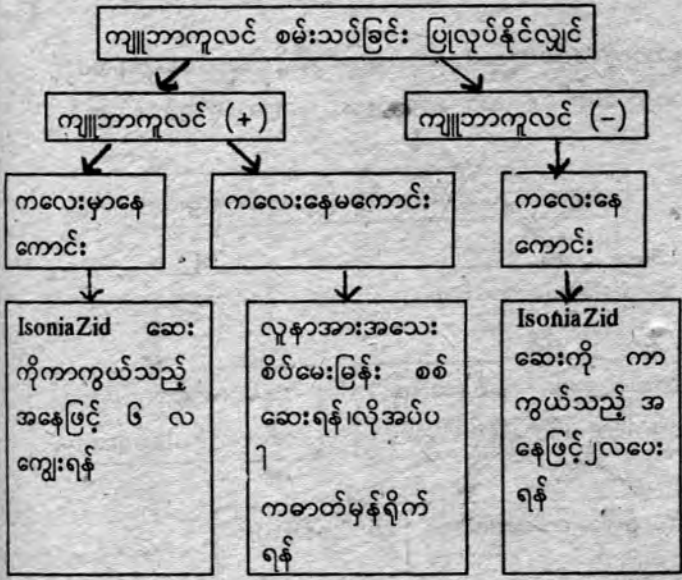 ကျူဘာကူလင် စမ်းသပ်ခြင်း ပြုလုပ်နိုင်လျှင်
ကျူဘာကူလင် (+)
ကျူဘာကူလင် (–)
ကလေးမှာနေ
ကောင်း
ကလေးနေမကောင်း
ကလေးနေ
ကောင်း
IsoniaZid ဆေး
ကိုကာကွယ်သည့်
အနေဖြင့် ၆ လ
ကျွေးရန်
လူနာအားအသေး
စိပ်မေးမြန်း စစ်
ဆေးရန်၊လိုအပ်ပ
ါ
ကဓာတ်မှန်ရိုက်
ရန်
IsoniaZid
ဆေးကို ကာ
ကွယ်သည့် အ
နေဖြင့်၂လပေး
ရန်